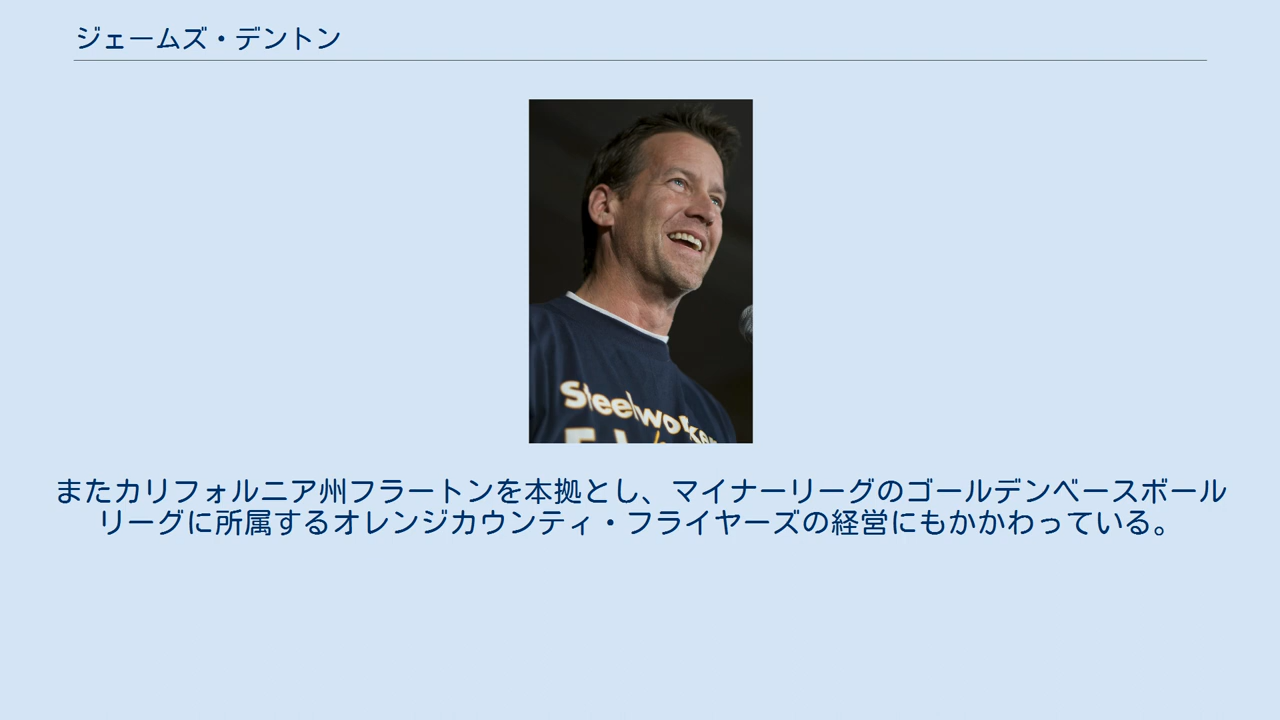 ジェームズ・デントン
Steelworker
またカリフォルニア州フラートンを本拠とし、マイナーリーグのゴールデンベースボール
リーグに所属するオレンジカウンティ・フライヤーズの経営にもかかわっている。